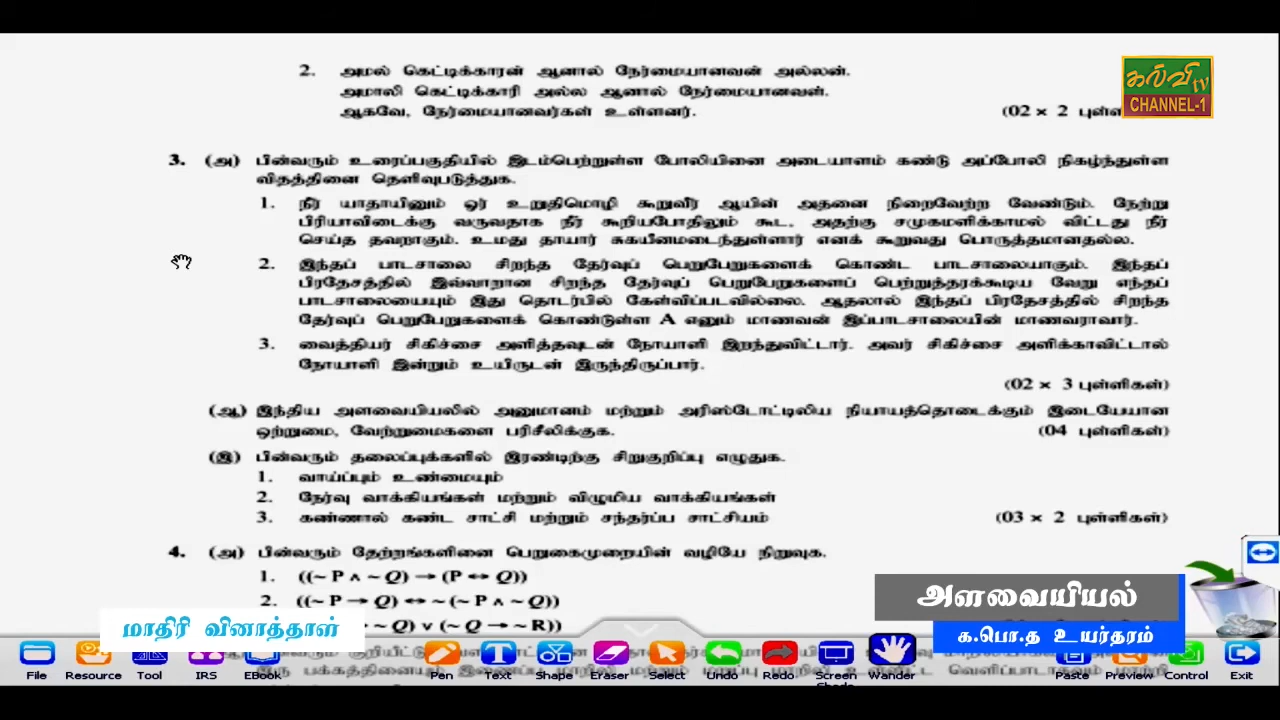 2. அமல் கெட்டிக்காரன் ஆனால் நேர்மையானவன் அல்லன்.
அமாலி கெட்டிக்காரி அல்ல ஆனால் நேர்மையானவள்.
ஆகவே, நேர்மையானவர்கள் உள்ளனர். (02 × 2 புள்ளி
கல்வி TV
CHANNEL-1
3. (அ) பின்வரும் உரைப்பகுதியில் இடம்பெற்றுள்ள போலியினை அடையாளம் கண்டு அப்போலி நிகழ்ந்துள்ள
விதத்தினை தெளிவுபடுத்துக.
1. நீர் யாதாயினும் ஓர் உறுதிமொழி கூறுவீர் ஆயின் அதனை நிறைவேற்ற வேண்டும். நேற்று
பிரியாவிடைக்கு வருவதாக நீர் கூறியபோதிலும் கூட, அதற்கு சமுகமளிக்காமல் விட்டது நீர்
செய்த தவறாகும். உமது தாயார் சுகயீனமடைந்துள்ளார் எனக் கூறுவது பொருத்தமானதல்ல.
2. இந்தப் பாடசாலை சிறந்த தேர்வுப் பெறுபேறுகளைக் கொண்ட பாடசாலையாகும். இந்தப்
பிரதேசத்தில் இவ்வாறான சிறந்த தேர்வுப் பெறுபேறுகளைப் பெற்றுத்தரக்கூடிய வேறு எந்தப்
பாடசாலையையும் இது தொடர்பில் கேள்விப்படவில்லை. ஆதலால் இந்தப் பிரதேசத்தில் சிறந்த
தேர்வுப் பெறுபேறுகளைக் கொண்டுள்ள A எனும் மாணவன் இப்பாடசாலையின் மாணவராவார்.
3. வைத்தியர் சிகிச்சை அளித்தவுடன் நோயாளி இறந்துவிட்டார். அவர் சிகிச்சை அளிக்காவிட்டால்
நோயாளி இன்றும் உயிருடன் இருந்திருப்பார்.
(02 × 3 புள்ளிகள்)
(ஆ) இந்திய அளவையியலில் அனுமானம் மற்றும் அரிஸ்டோட்டிலிய நியாயத்தொடைக்கும் இடையேயான
ஒற்றுமை, வேற்றுமைகளை பரிசீலிக்குக. (04 புள்ளிகள்)
(இ) பின்வரும் தலைப்புக்களில் இரண்டிற்கு சிறுகுறிப்பு எழுதுக.
1. வாய்ப்பும் உண்மையும்
2. நேர்வு வாக்கியங்கள் மற்றும் விழுமிய வாக்கியங்கள்
3. கண்ணால் கண்ட சாட்சி மற்றும் சந்தர்ப்ப சாட்சியம் (03 × 2 புள்ளிகள்)
4. (அ) பின்வரும் தேற்றங்களினை பெறுகைமுறையின் வழியே நிறுவுக.
1. ((~ P ∧ ~ Q) → (P ↔ Q))
2. ((~ P → Q) ↔ ~ (~ P ∧ ~ Q))
~ Q) ∨ (~ Q → ~ R))
அளவையியல்
க.பொ.த உயர்தரம்
மாதிரி வினாத்தாள்
File Resource Tool IRS EBook Pen Text Shape Eraser Select Undo Redo Screen Shade Wander Paste Preview Control Exit